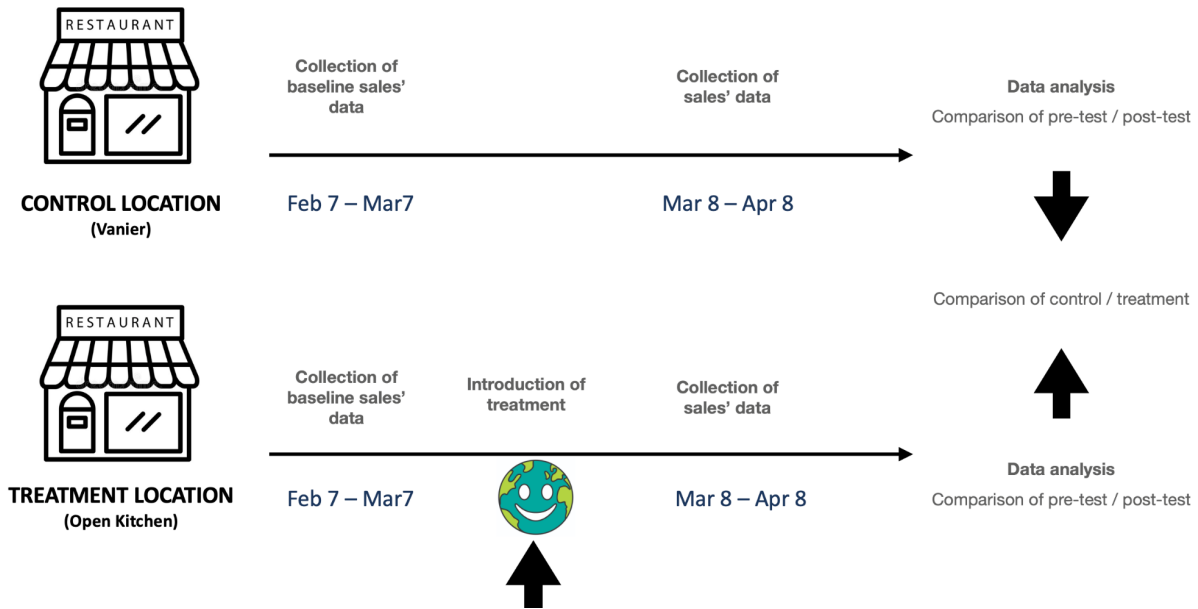 RESTAURANT
Collection of
baseline sales'
data
Collection of
sales' data
Data analysis
Comparison of pre-test / post-test
CONTROL LOCATION
(Vanier)
Feb 7 – Mar7
Mar 8 – Apr 8
Comparison of control / treatment
RESTAURANT
Collection of
baseline sales'
data
Introduction of
treatment
Collection of
sales' data
TREATMENT LOCATION
(Open Kitchen)
Feb 7 – Mar7
Mar 8 – Apr 8
Data analysis
Comparison of pre-test / post-test